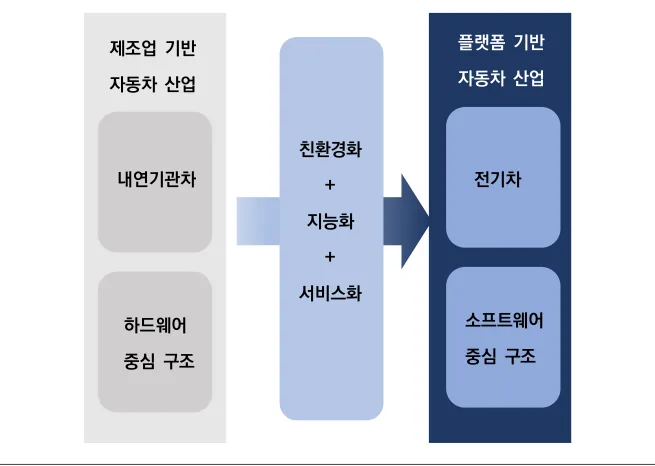 제조업 기반
자동차 산업
내연기관차
하드웨어
중심 구조
친환경화
+
지능화
+
서비스화
플랫폼 기반
자동차 산업
전기차
소프트웨어
중심 구조